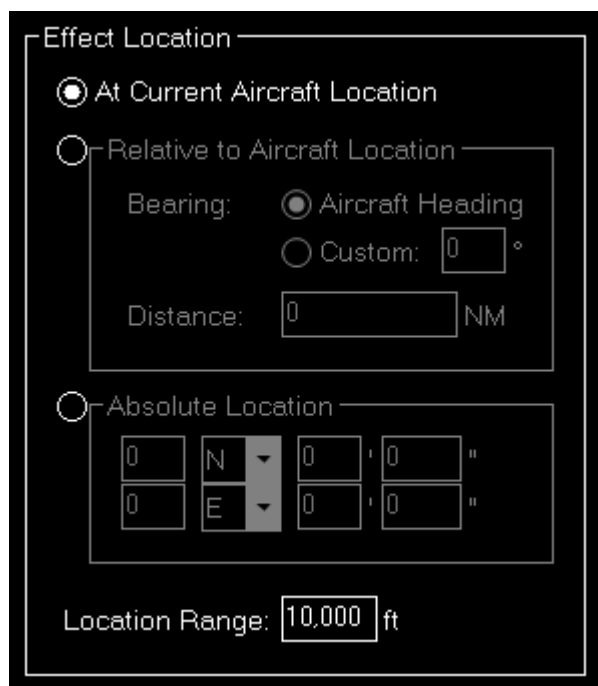 Effect Location
At Current Aircraft Location
Relative to Aircraft Location
Bearing: Aircraft Heading
Custom: 0 °
Distance: 0 NM
Absolute Location
0 N 0 ' 0 "
0 E 0 ' 0 "
Location Range: 10,000 ft